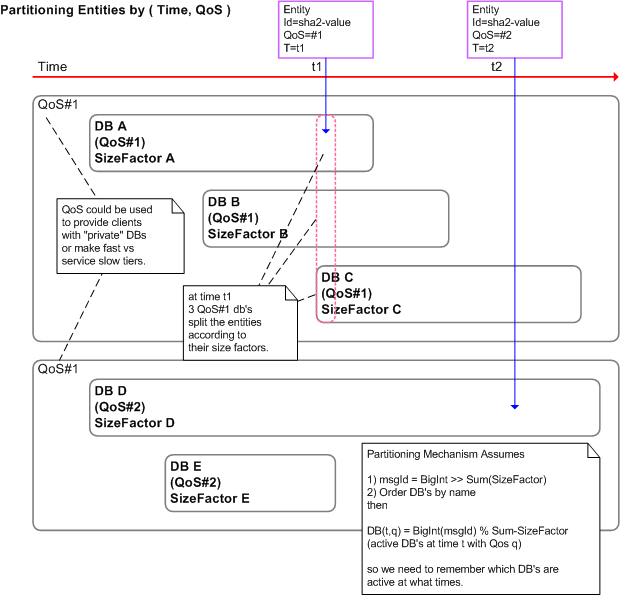 Partitioning Entities by ( Time, QoS )
Entity
Id=sha2-value
QoS=#1
T=t1
Entity
Id=sha2-value
QoS=#2
T=t2
Time
t1
t2
QoS#1
DB A
(QoS#1)
SizeFactor A
QoS could be used
to provide clients
with "private" DBs
or make fast vs
service slow tiers.
DB B
(QoS#1)
SizeFactor B
DB C
(QoS#1)
SizeFactor C
at time t1
3 QoS#1 db's
split the entities
according to
their size factors.
QoS#1
DB D
(QoS#2)
SizeFactor D
DB E
(QoS#2)
SizeFactor E
Partitioning Mechanism Assumes
1) msgId = BigInt >> Sum(SizeFactor)
2) Order DB's by name
then
DB(t,q) = BigInt(msgId) % Sum-SizeFactor
(active DB's at time t with Qos q)
so we need to remember which DB's are
active at what times.